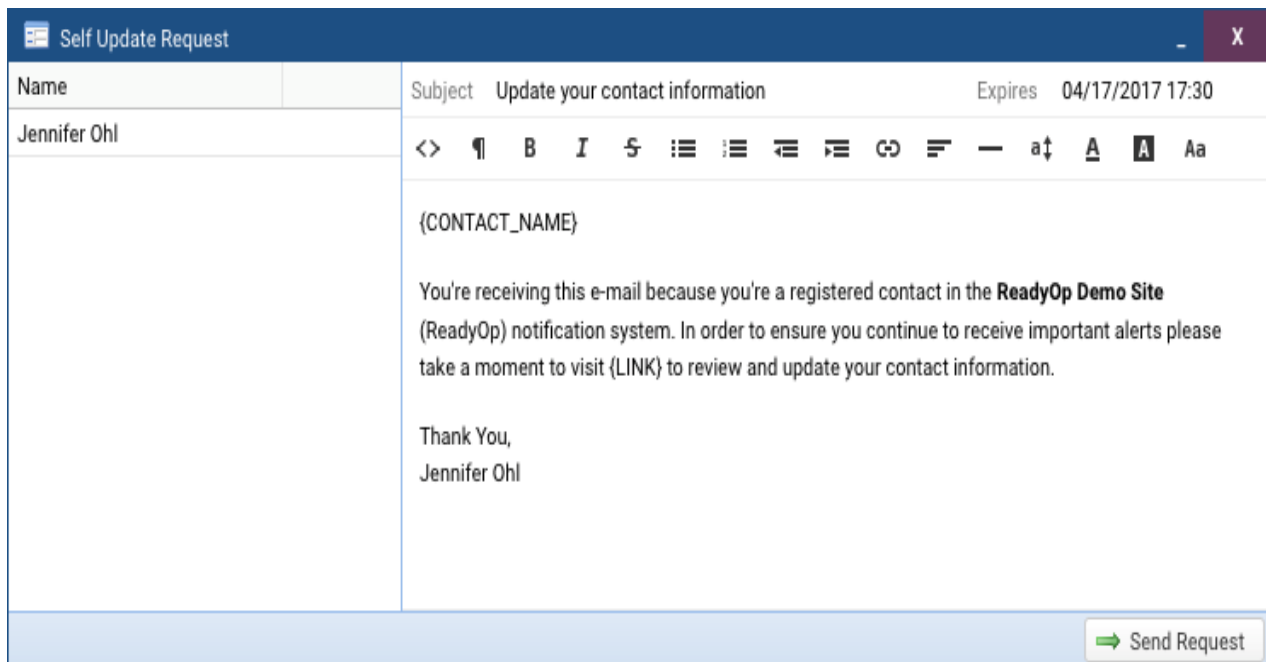 Self Update Request
_ X
Name
Subject Update your contact information Expires 04/17/2017 17:30
Jennifer Ohl
<> ¶ B I S a A A Aa
{CONTACT_NAME}
You're receiving this e-mail because you're a registered contact in the ReadyOp Demo Site
(ReadyOp) notification system. In order to ensure you continue to receive important alerts please
take a moment to visit {LINK} to review and update your contact information.
Thank You,
Jennifer Ohl
Send Request